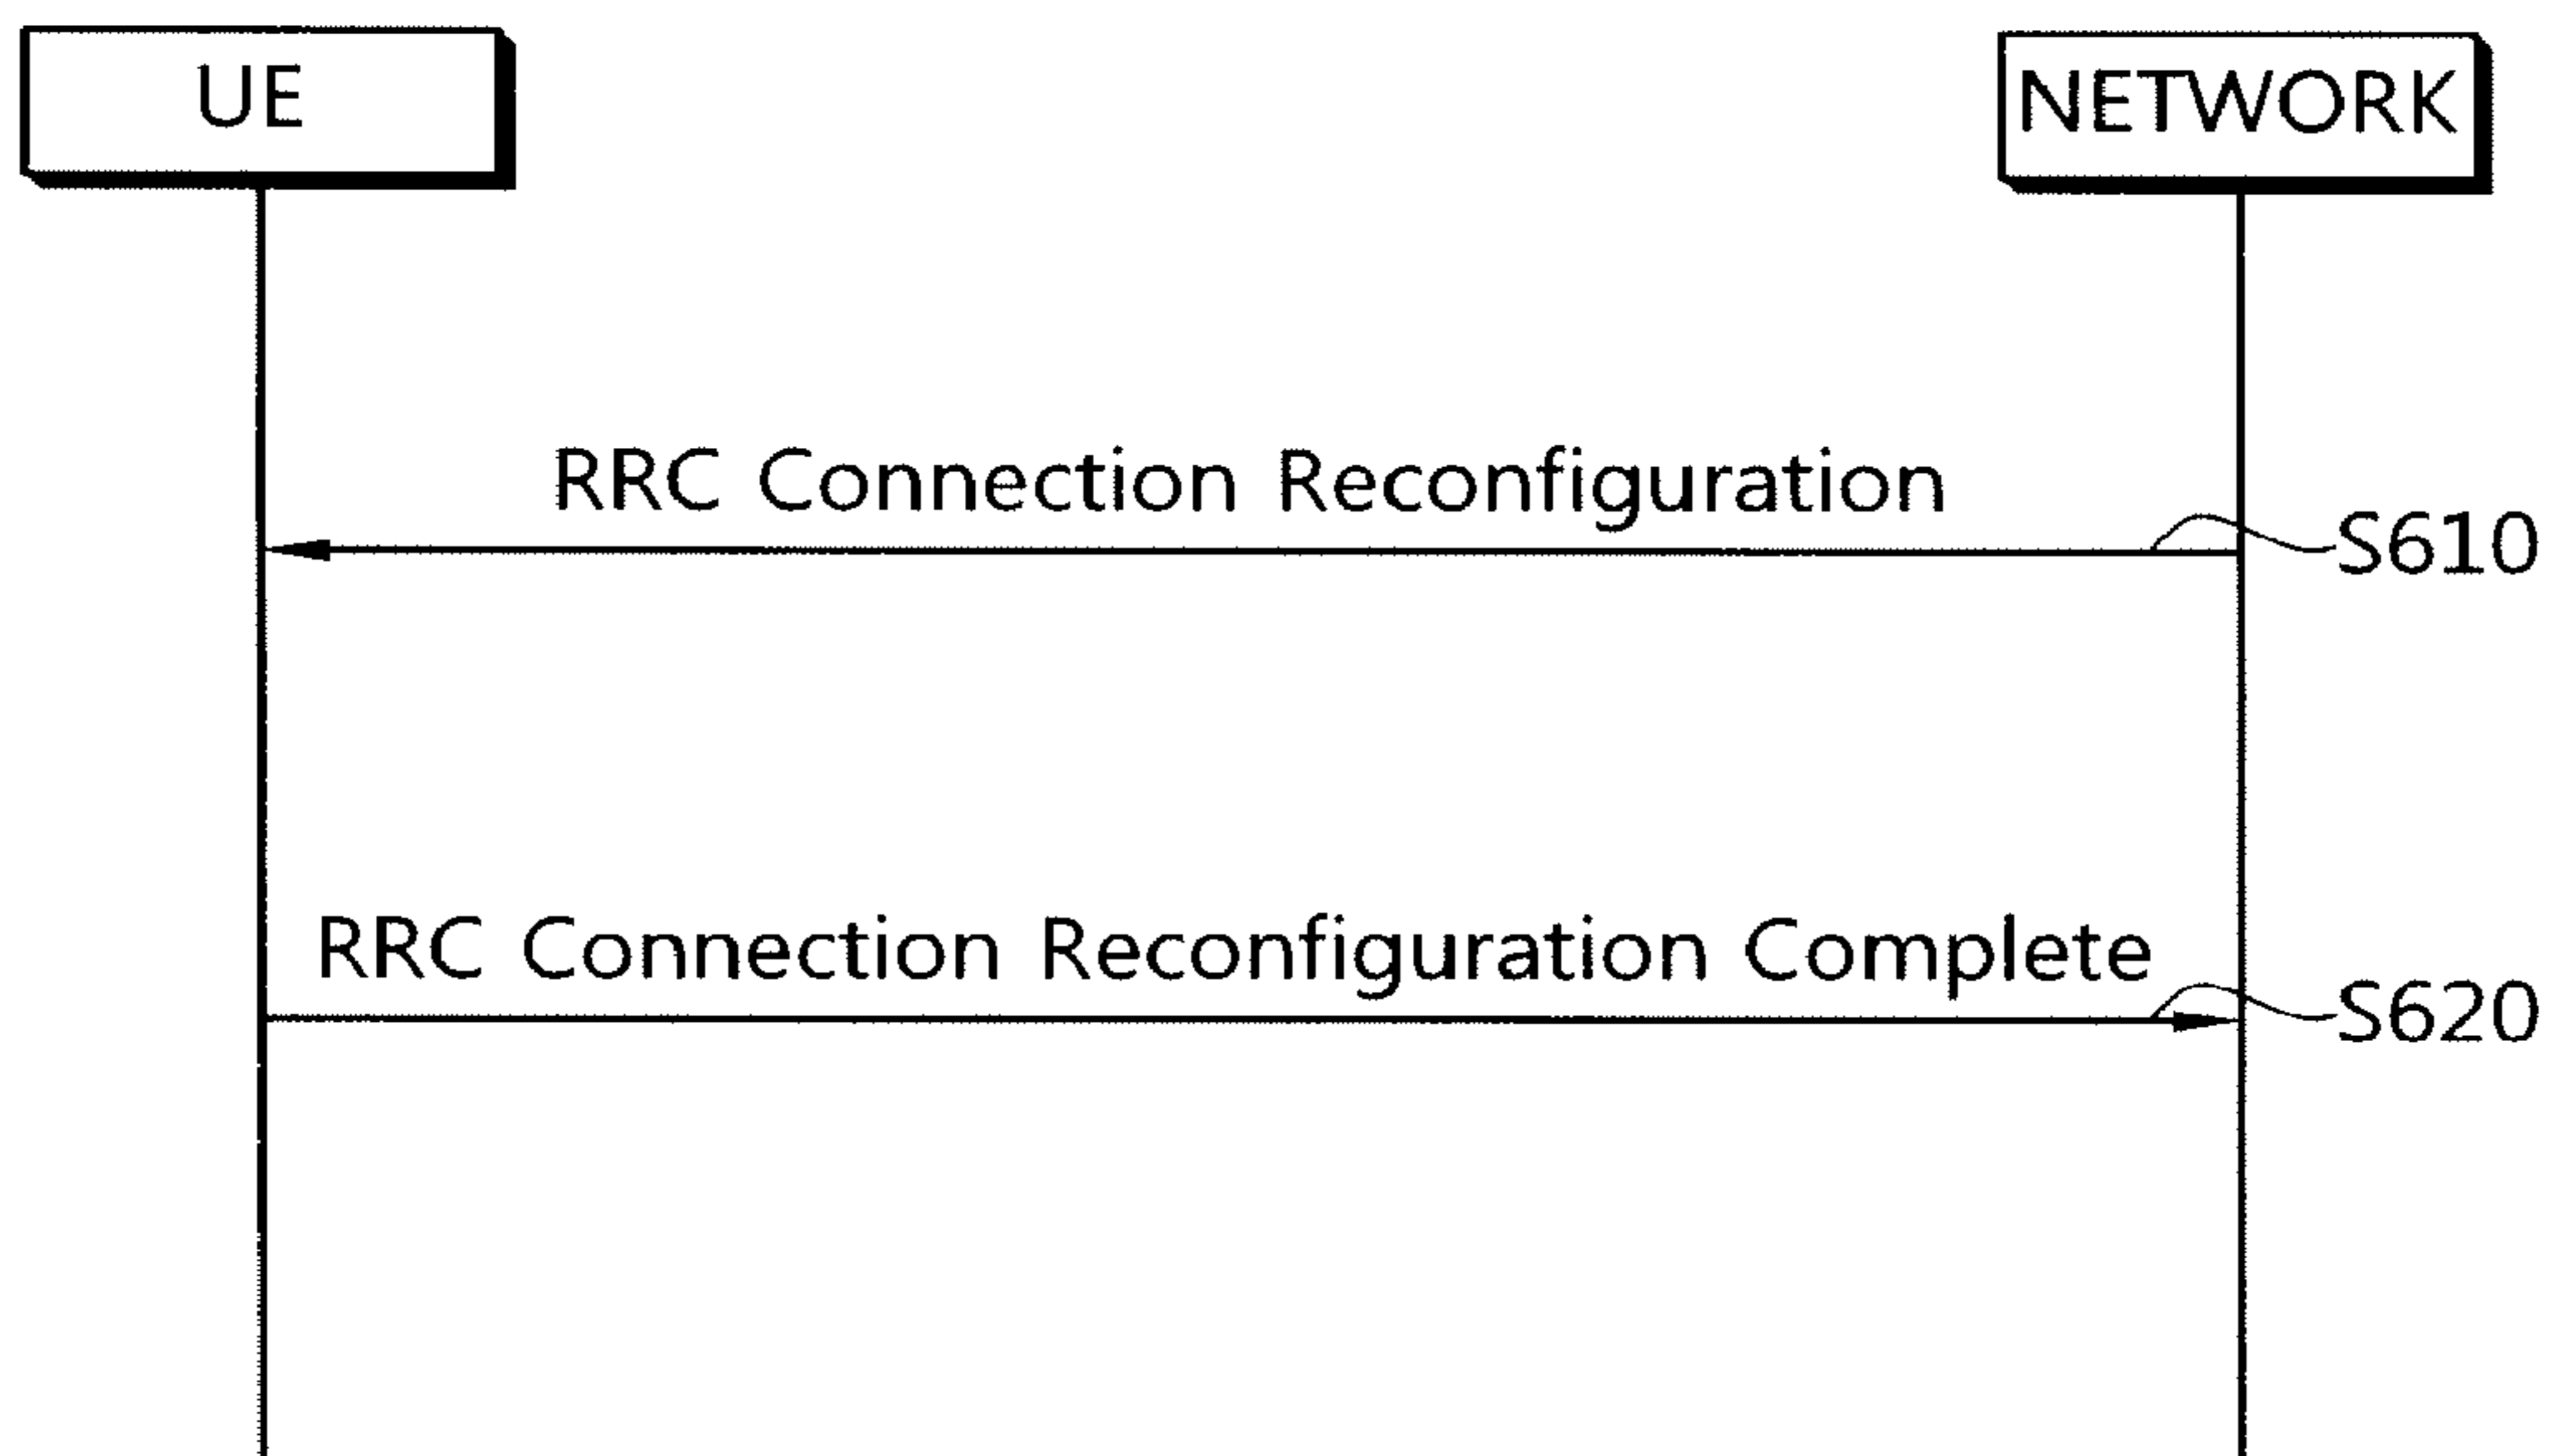 UE
NETWORK
RRC Connection Reconfiguration
S610
RRC Connection Reconfiguration Complete
S620